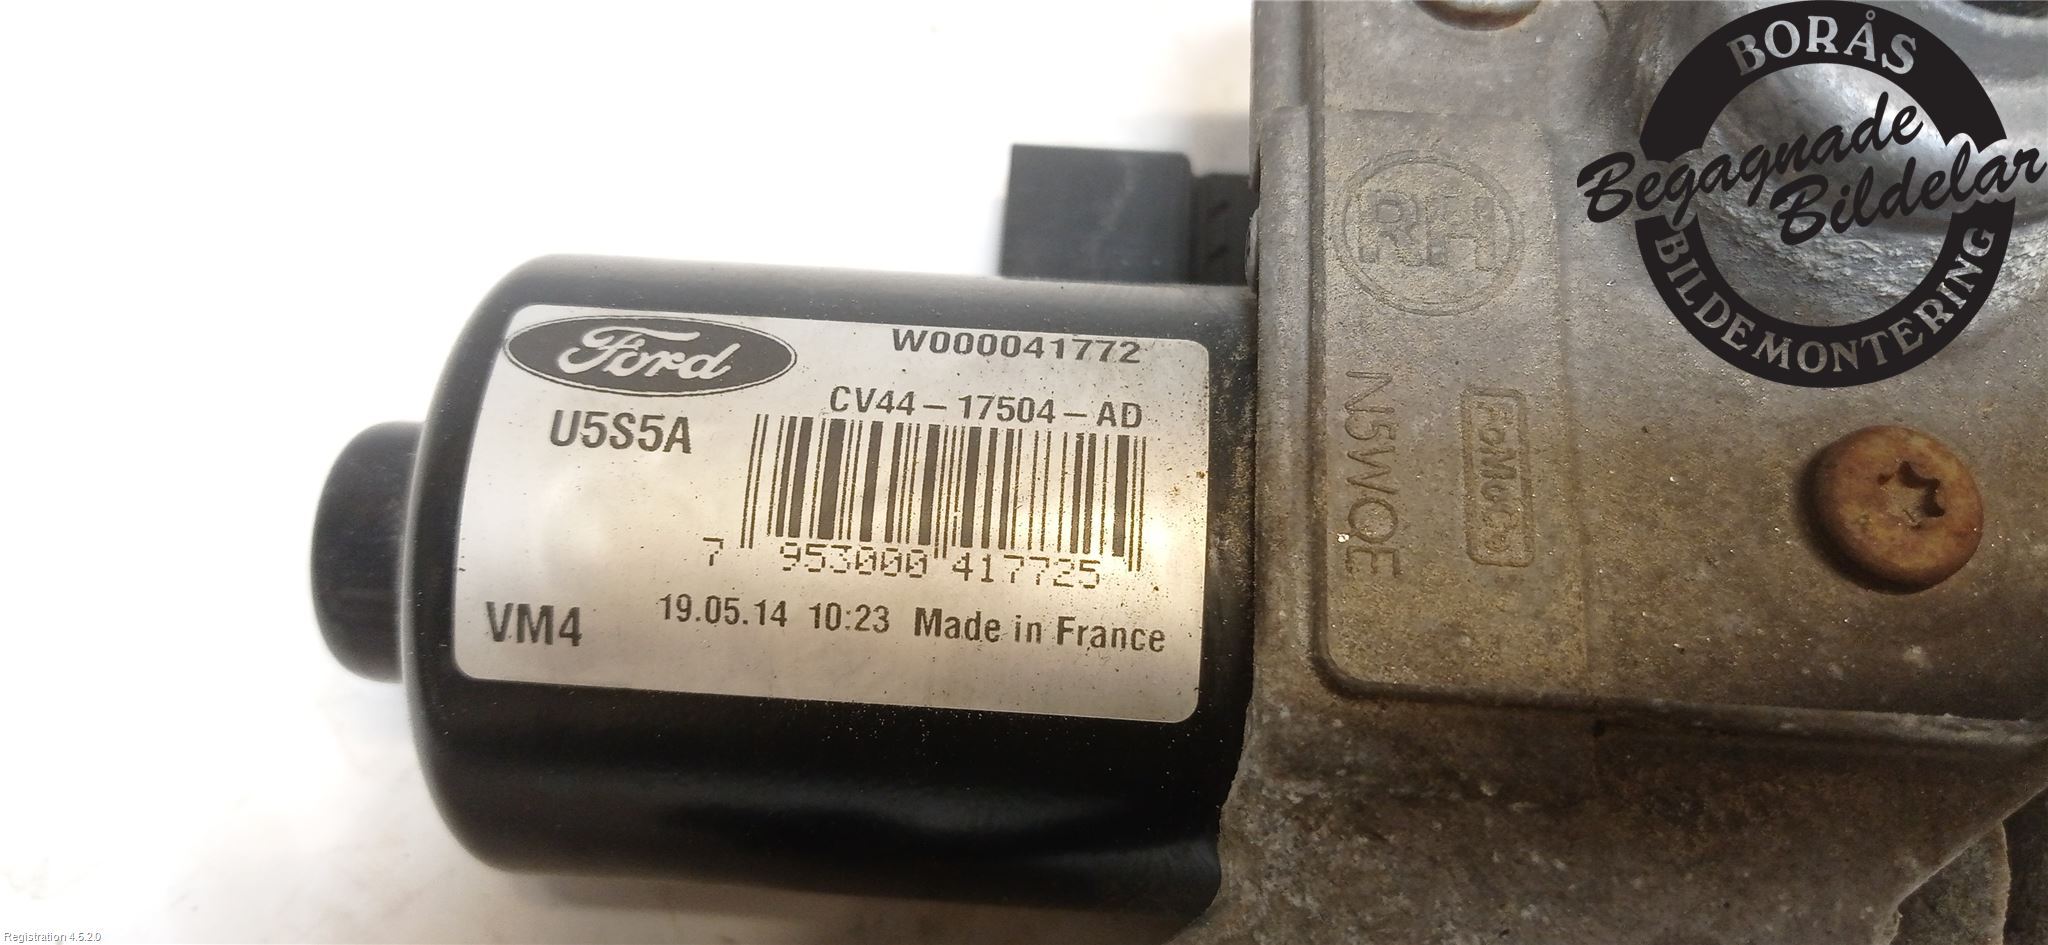 BORÅS
Begagnade
Bildelar
BILDEMONTERING
RH
N5WOE
FoMoCo
Ford
W000041772
CV44-17504-AD
U5S5A
7 953000 417725
VM4
19.05.14 10:23 Made in France
Registration 4.5.2.0